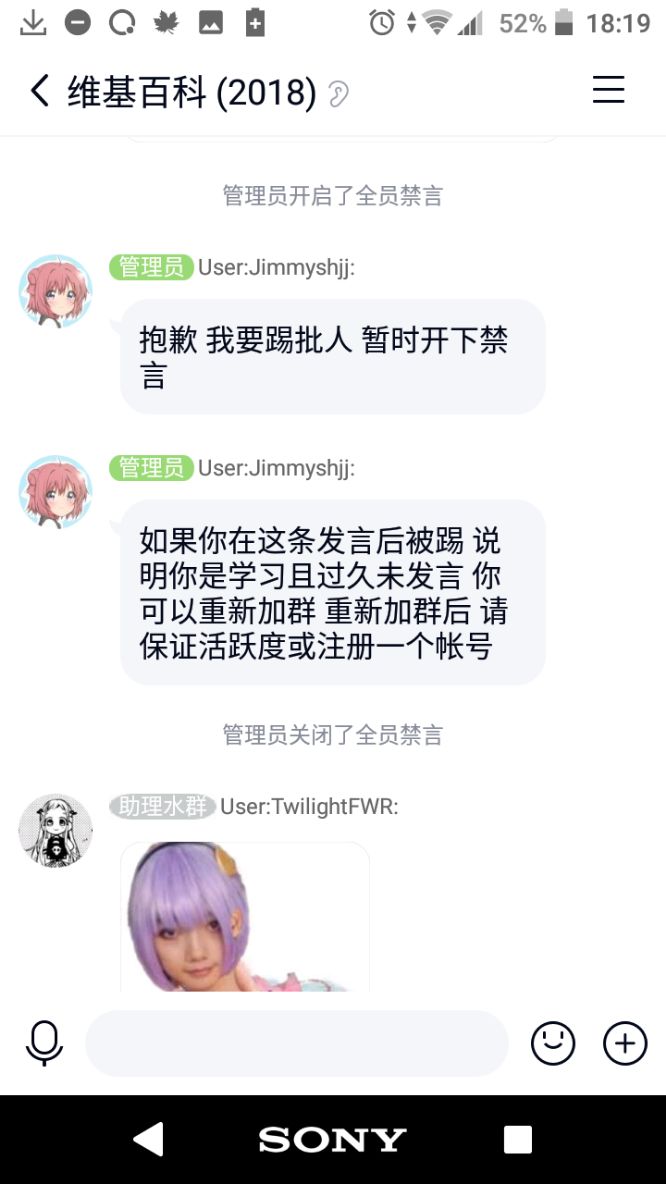 52% 18:19
维基百科 (2018)
管理员开启了全员禁言
管理员 User:Jimmyshjj:
抱歉 我要踢批人 暂时开下禁
言
管理员 User:Jimmyshjj:
如果你在这条发言后被踢 说
明你是学习且过久未发言 你
可以重新加群 重新加群后 请
保证活跃度或注册一个帐号
管理员关闭了全员禁言
助理水群 User:TwilightFWR:
SONY